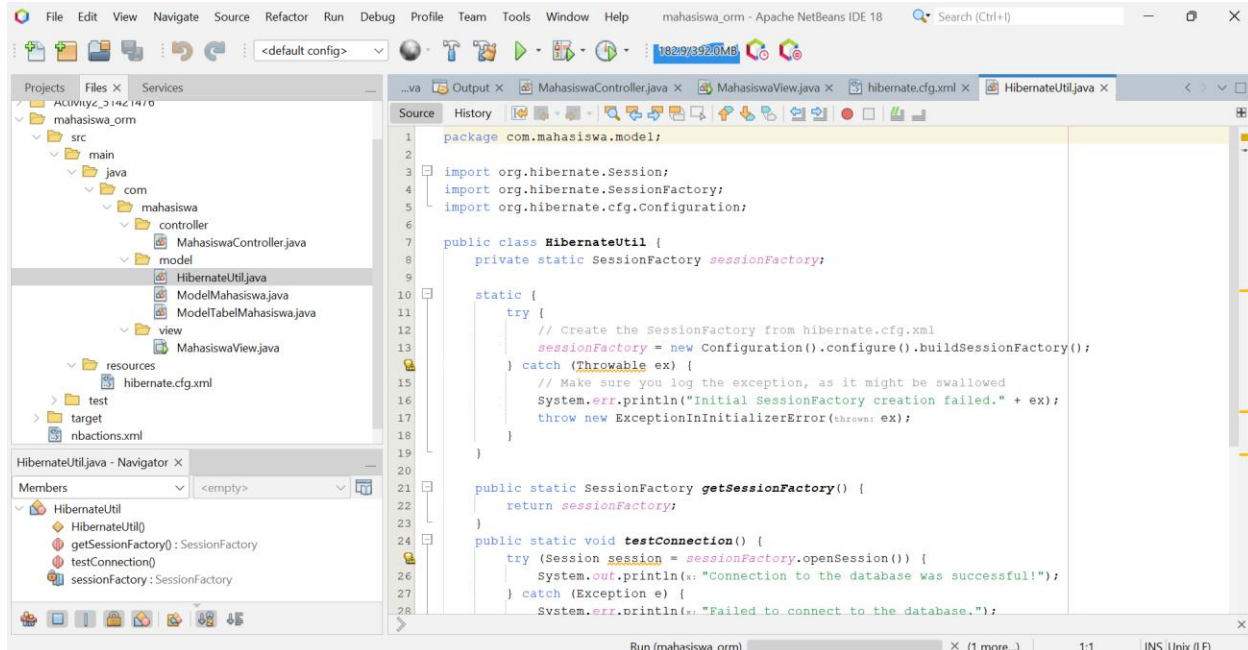 File Edit View Navigate Source Refactor Run Debug Profile Team Tools Window Help mahasiswa_orm - Apache NetBeans IDE 18 Search (Ctrl+I)
<default config> 182.9/392.0MB
Projects Files Services
Activity2_51421476
mahasiswa_orm
src
main
java
com
mahasiswa
controller
MahasiswaController.java
model
HibernateUtil.java
ModelMahasiswa.java
ModelTabelMahasiswa.java
view
MahasiswaView.java
resources
hibernate.cfg.xml
test
target
nbactions.xml
HibernateUtil.java - Navigator
Members <empty>
HibernateUtil
HibernateUtil()
getSessionFactory() : SessionFactory
testConnection()
sessionFactory : SessionFactory
...va Output MahasiswaController.java MahasiswaView.java hibernate.cfg.xml HibernateUtil.java
Source History
1 package com.mahasiswa.model;
2
3 import org.hibernate.Session;
4 import org.hibernate.SessionFactory;
5 import org.hibernate.cfg.Configuration;
6
7 public class HibernateUtil {
8 private static SessionFactory sessionFactory;
9
10 static {
11 try {
12 // Create the SessionFactory from hibernate.cfg.xml
13 sessionFactory = new Configuration().configure().buildSessionFactory();
} catch (Throwable ex) {
15 // Make sure you log the exception, as it might be swallowed
16 System.err.println("Initial SessionFactory creation failed." + ex);
17 throw new ExceptionInInitializerError(thrown: ex);
18 }
19 }
20
21 public static SessionFactory getSessionFactory() {
22 return sessionFactory;
23 }
24 public static void testConnection() {
try (Session session = sessionFactory.openSession()) {
26 System.out.println(x: "Connection to the database was successful!");
27 } catch (Exception e) {
28 System.err.println(x: "Failed to connect to the database.");
Run (mahasiswa_orm) (1 more...) 1:1 INS Unix (LF)